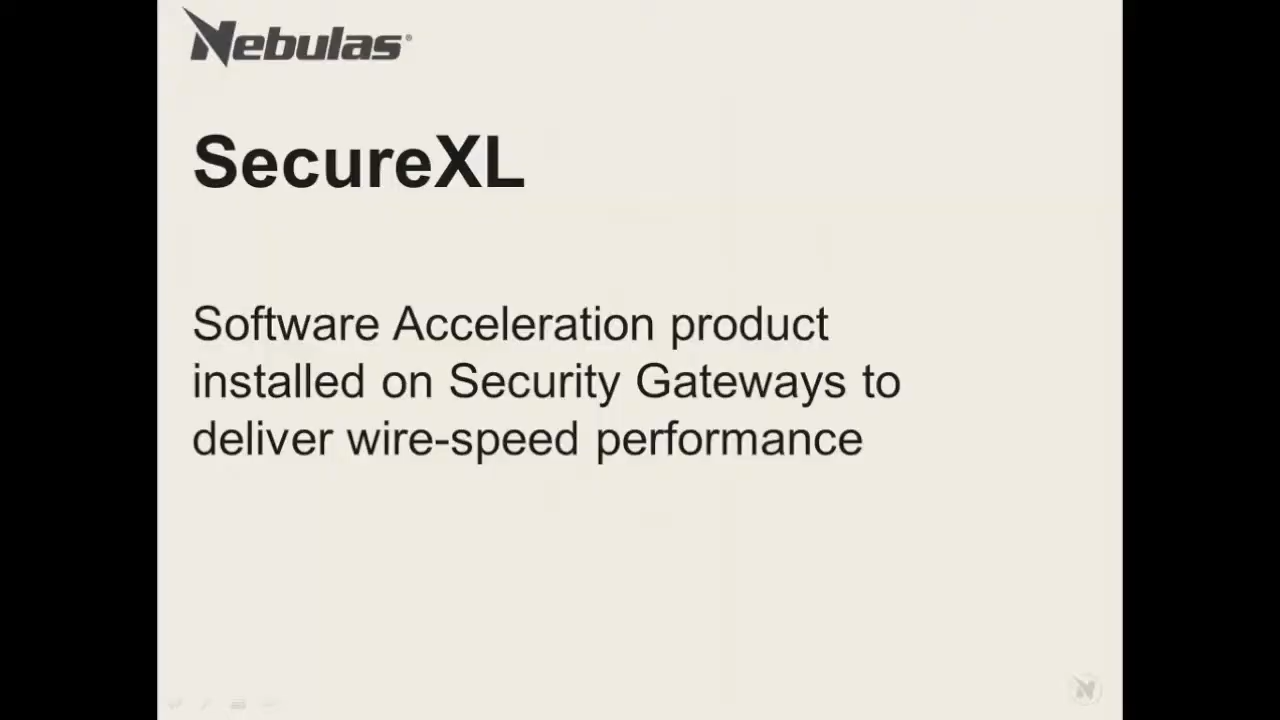 Nebulas®
SecureXL
Software Acceleration product
installed on Security Gateways to
deliver wire-speed performance
N